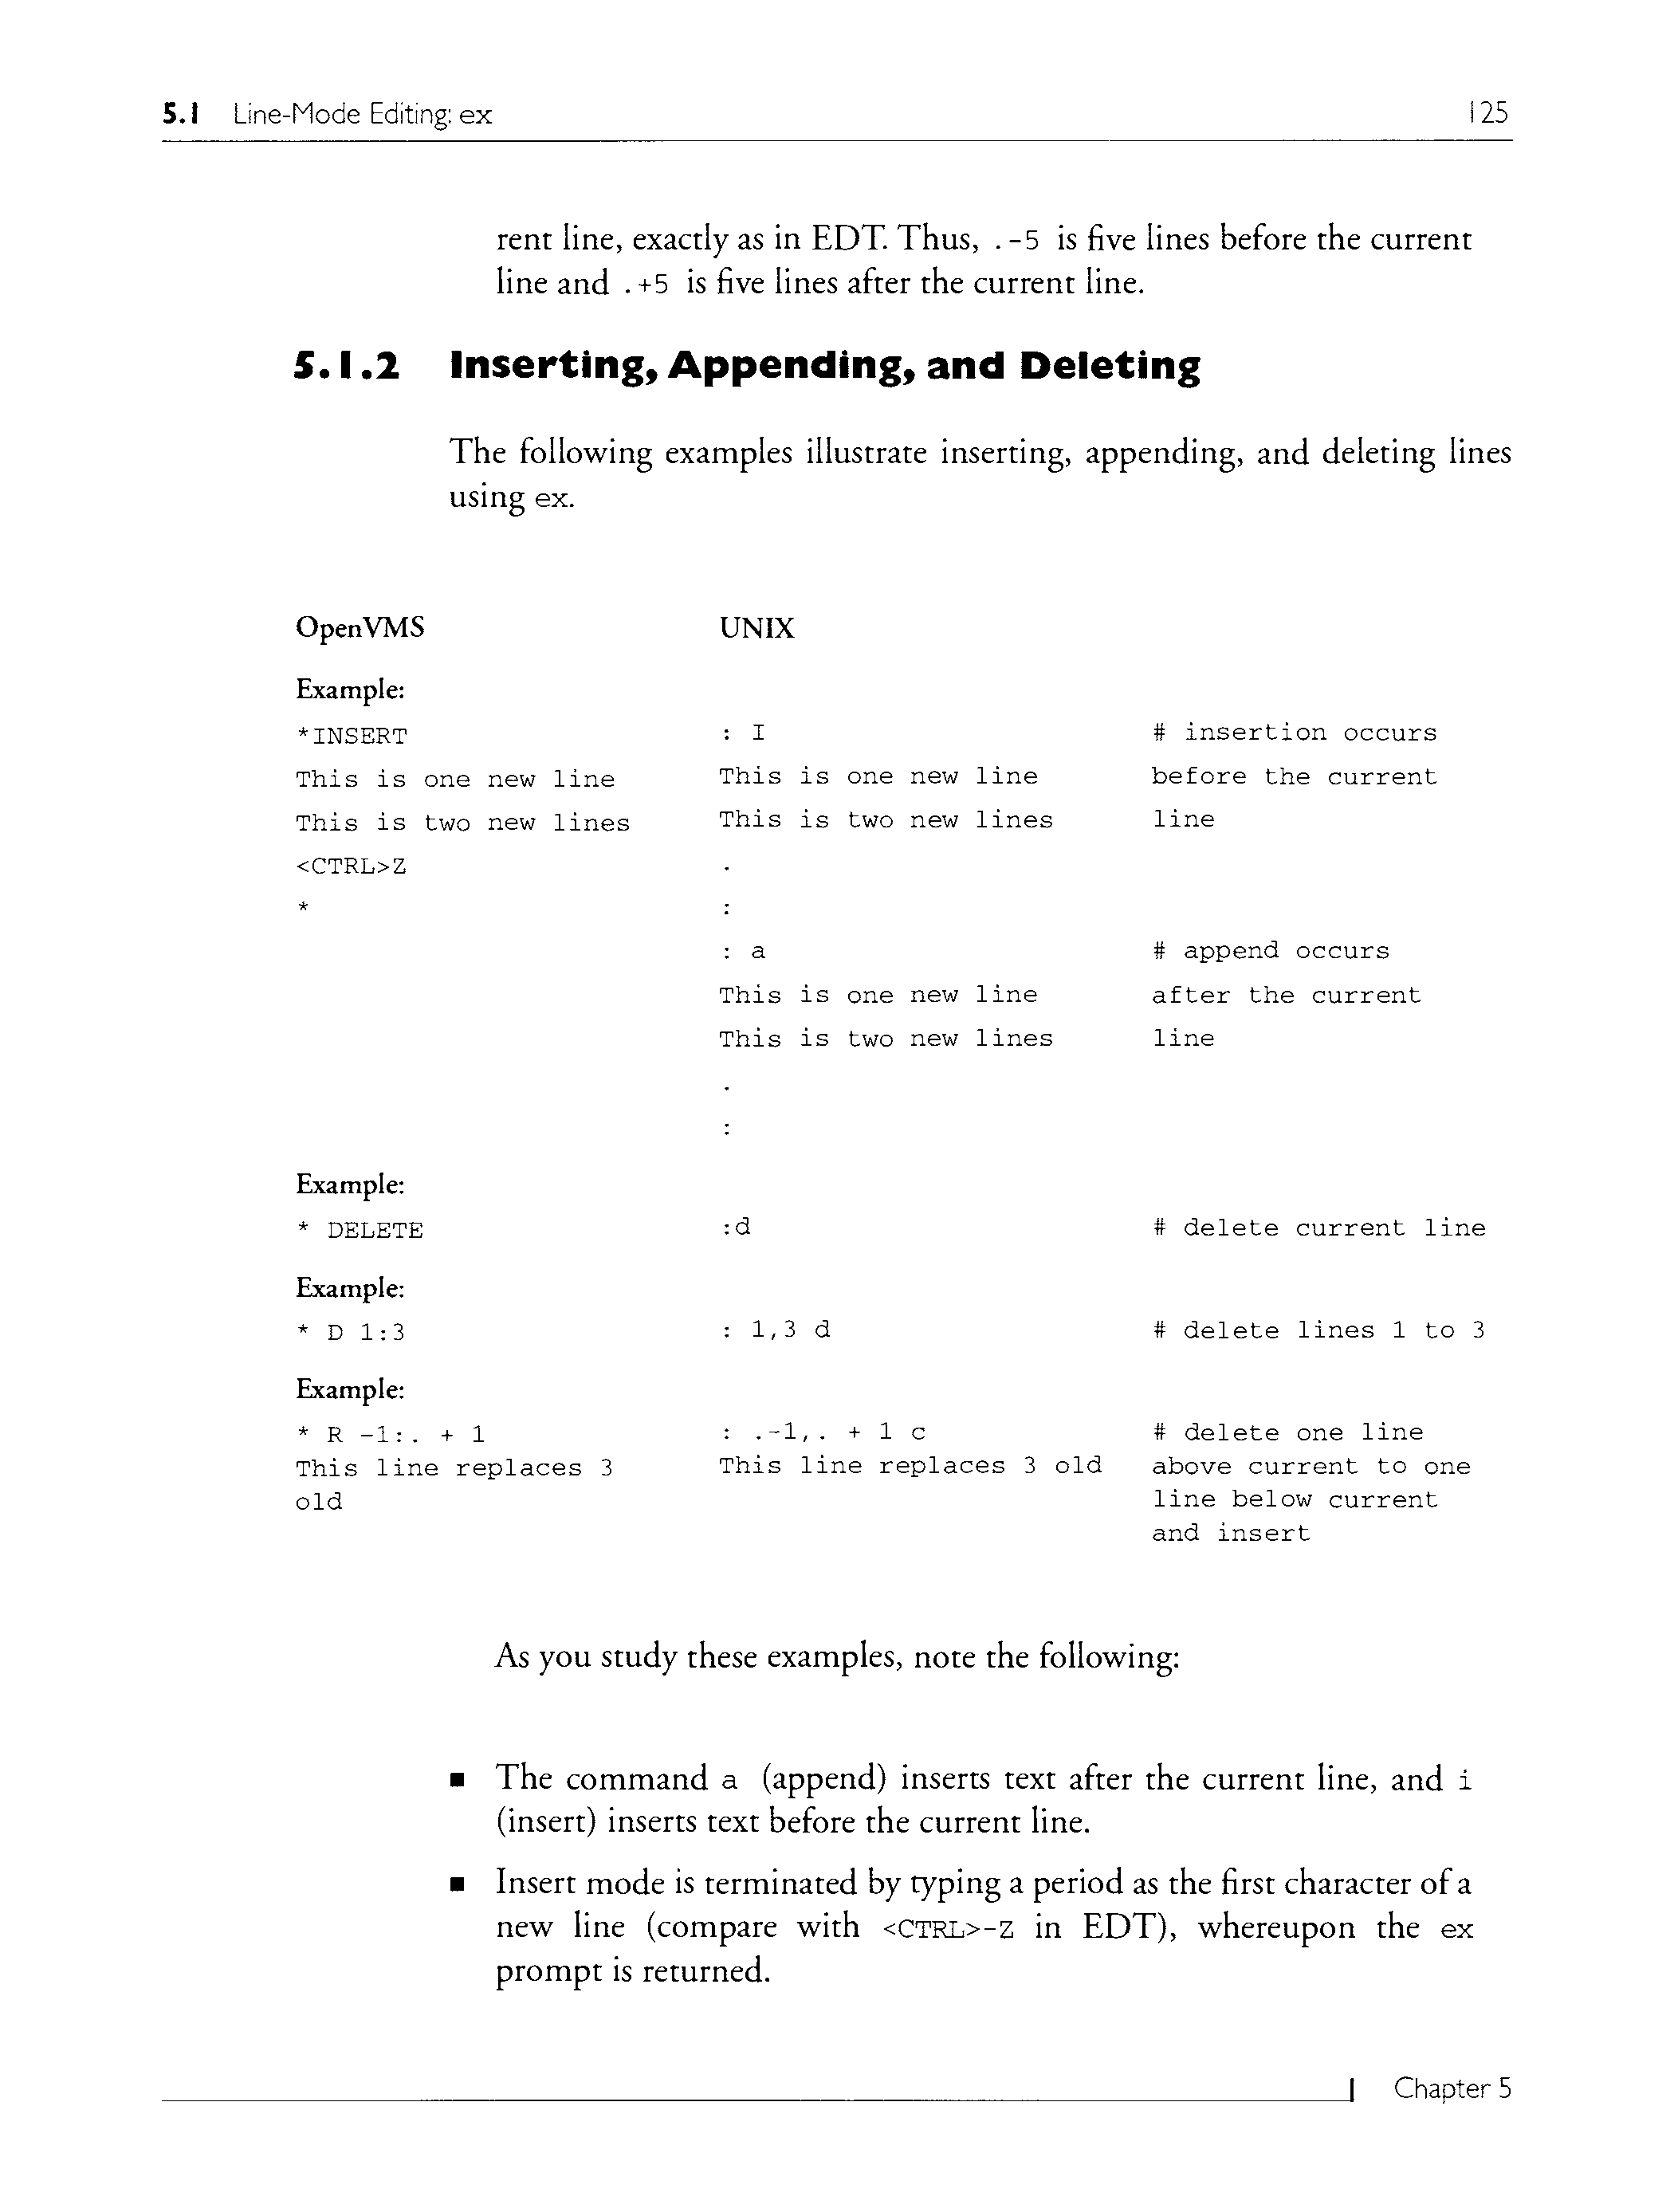 5.1 Line-Mode Editing: ex 125
rent line, exactly as in EDT. Thus, .-5 is five lines before the current
line and .+5 is five lines after the current line.
5.1.2 Inserting, Appending, and Deleting
The following examples illustrate inserting, appending, and deleting lines
using ex.
OpenVMS UNIX
Example:
*INSERT : I # insertion occurs
This is one new line This is one new line before the current
This is two new lines This is two new lines line
<CTRL>Z .
* :
: a # append occurs
This is one new line after the current
This is two new lines line
.
:
Example:
* DELETE :d # delete current line
Example:
* D 1:3 : 1,3 d # delete lines 1 to 3
Example:
* R -1:. + 1 : .-1,. + 1 c # delete one line
This line replaces 3 This line replaces 3 old above current to one
old line below current
and insert
As you study these examples, note the following:
■ The command a (append) inserts text after the current line, and i
(insert) inserts text before the current line.
■ Insert mode is terminated by typing a period as the first character of a
new line (compare with <CTRL>-Z in EDT), whereupon the ex
prompt is returned.
Chapter 5